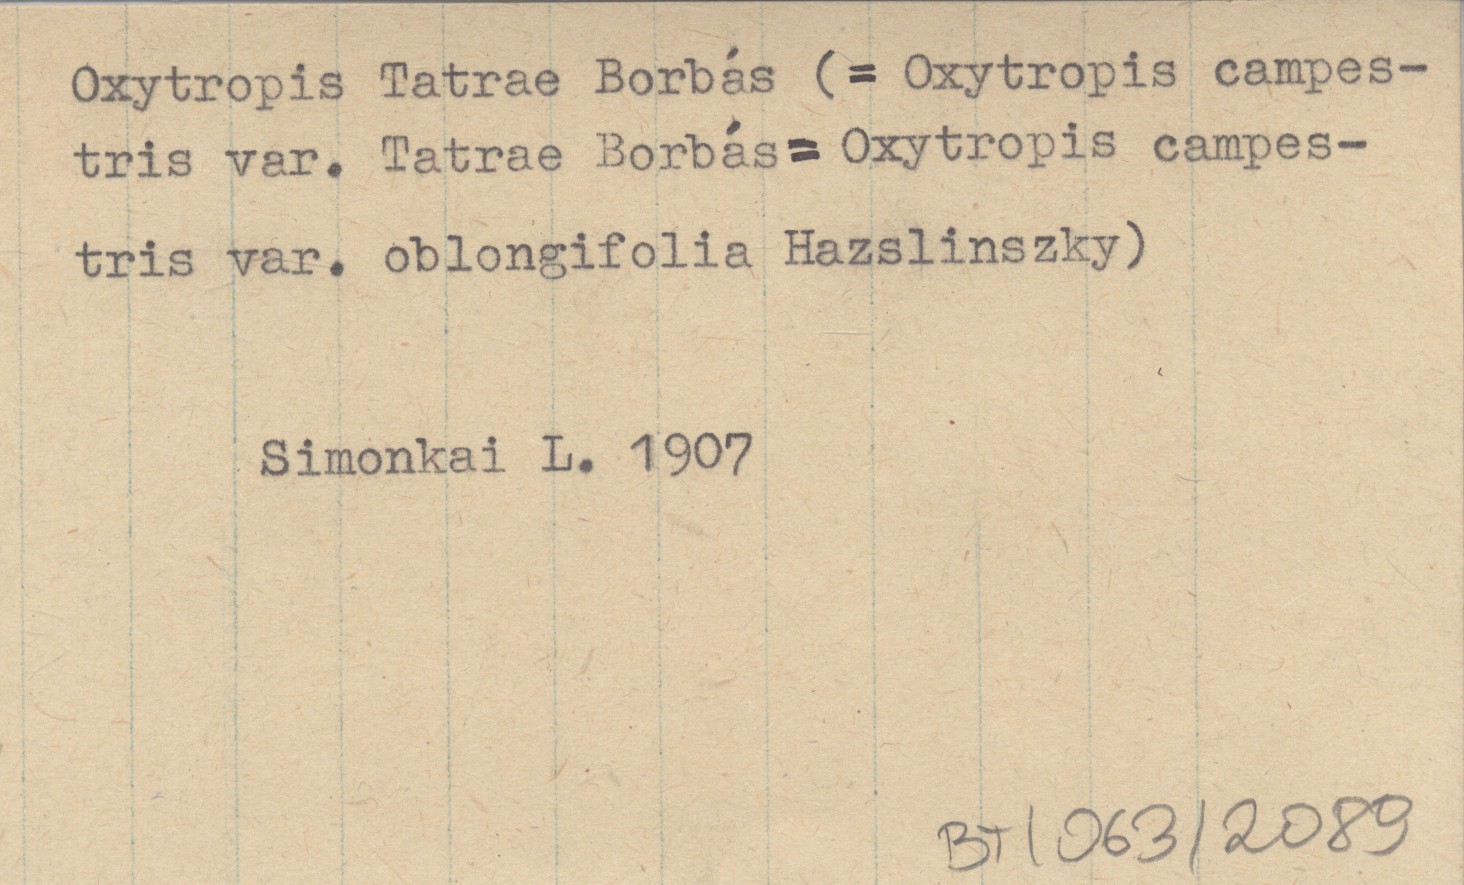 Oxytropis Tatrae Borbás (= Oxytropis campes-
tris var. Tatrae Borbás= Oxytropis campes-
tris var. oblongifolia Hazslinszky)
Simonkai L. 1907
BT/063/2089